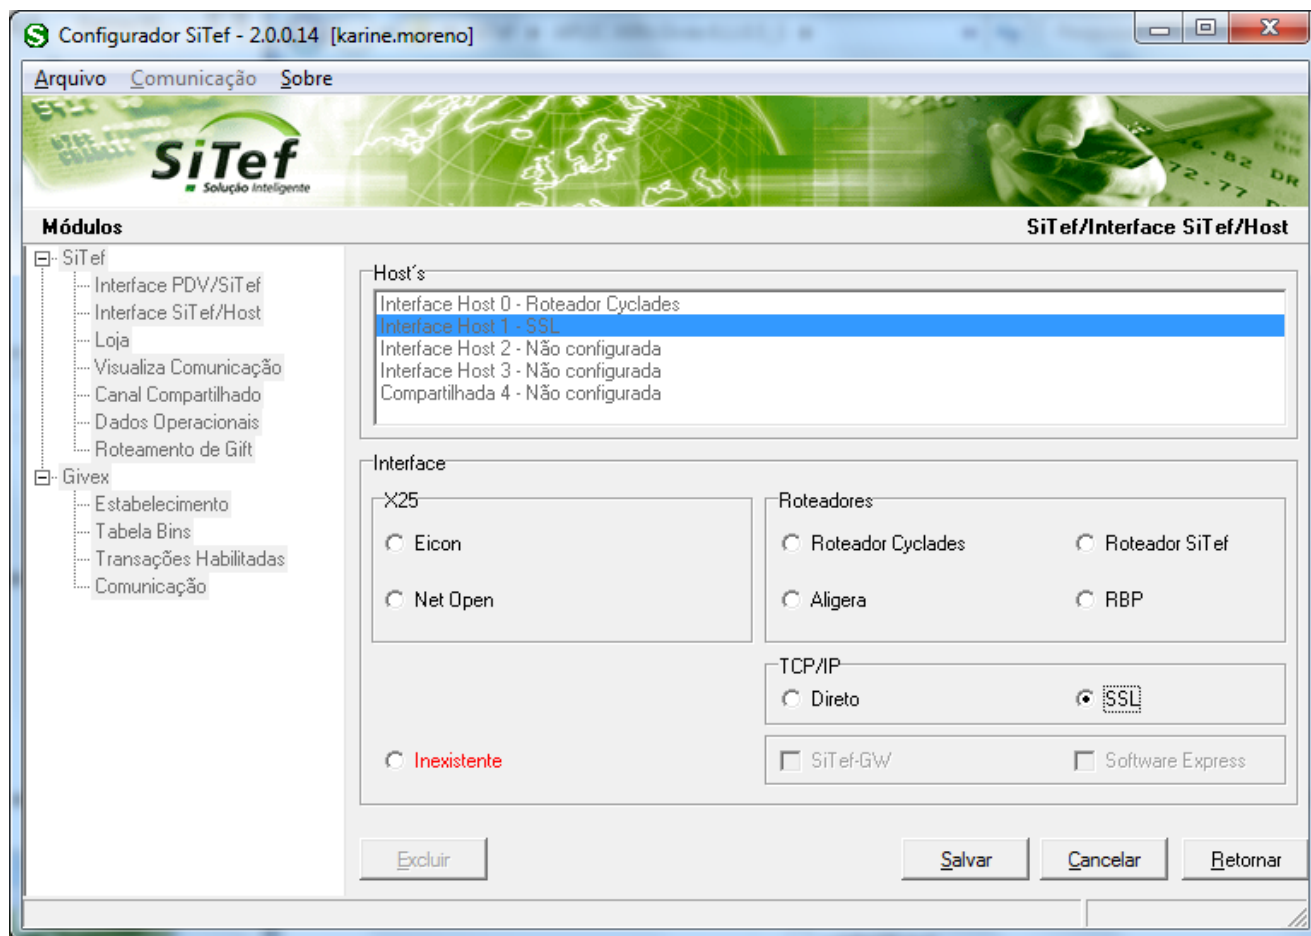 Configurador SiTef - 2.0.0.14 [karine.moreno]
Arquivo Comunicação Sobre
SiTef
Solução Inteligente
Módulos
SiTef/Interface SiTef/Host
SiTef
Interface PDV/SiTef
Interface SiTef/Host
Loja
Visualiza Comunicação
Canal Compartilhado
Dados Operacionais
Roteamento de Gift
Givex
Estabelecimento
Tabela Bins
Transações Habilitadas
Comunicação
Host´s
Interface Host 0 - Roteador Cyclades
Interface Host 1 - SSL
Interface Host 2 - Não configurada
Interface Host 3 - Não configurada
Compartilhada 4 - Não configurada
Interface
X25
Eicon
Net Open
Roteadores
Roteador Cyclades
Roteador SiTef
Aligera
RBP
TCP/IP
Direto
SSL
Inexistente
SiTef-GW
Software Express
Excluir
Salvar
Cancelar
Retornar